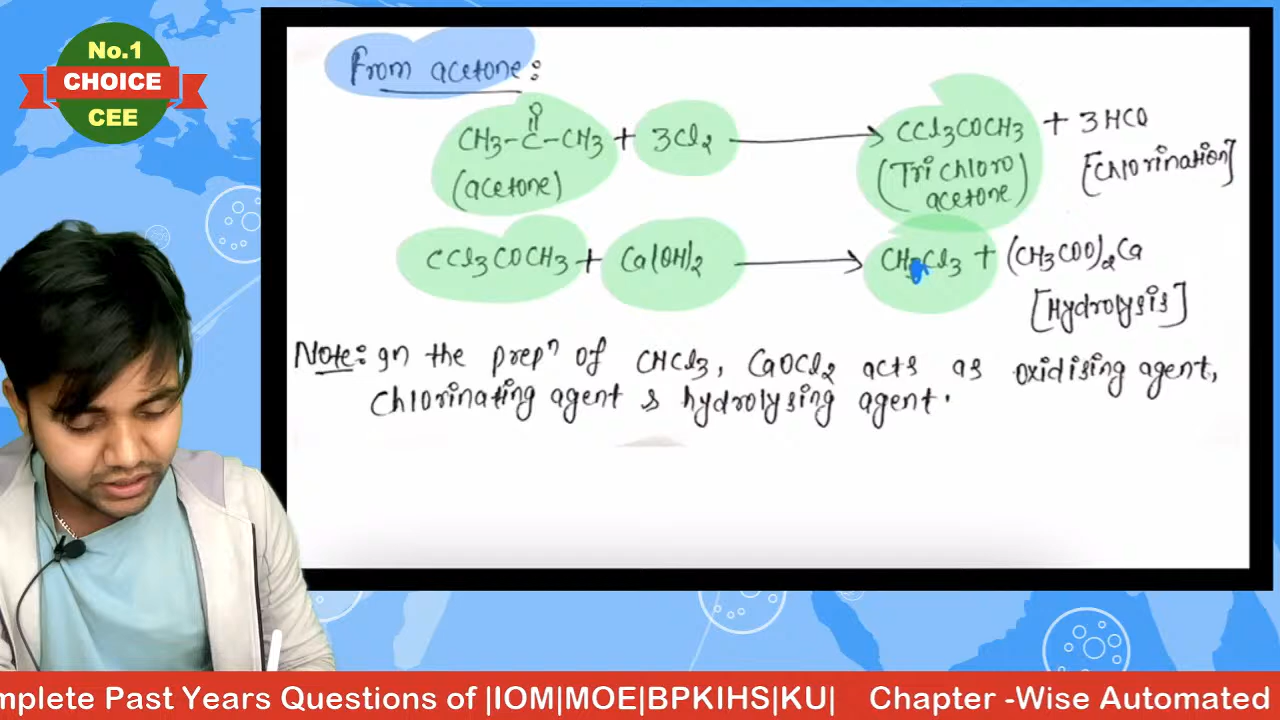 No.1
CHOICE
CEE
From acetone:
O
CH3-C-CH3 + 3Cl2 → CCl3COCH3 + 3HCl
(acetone) (Trichloro acetone) [Chlorination]
CCl3COCH3 + Ca(OH)2 → CH3Cl3 + (CH3COO)2Ca
[Hydrolysis]
Note: In the prepn of CHCl3, CaOCl2 acts as oxidising agent,
chlorinating agent & hydrolysing agent.
mplete Past Years Questions of |IOM|MOE|BPKIHS|KU| Chapter -Wise Automated